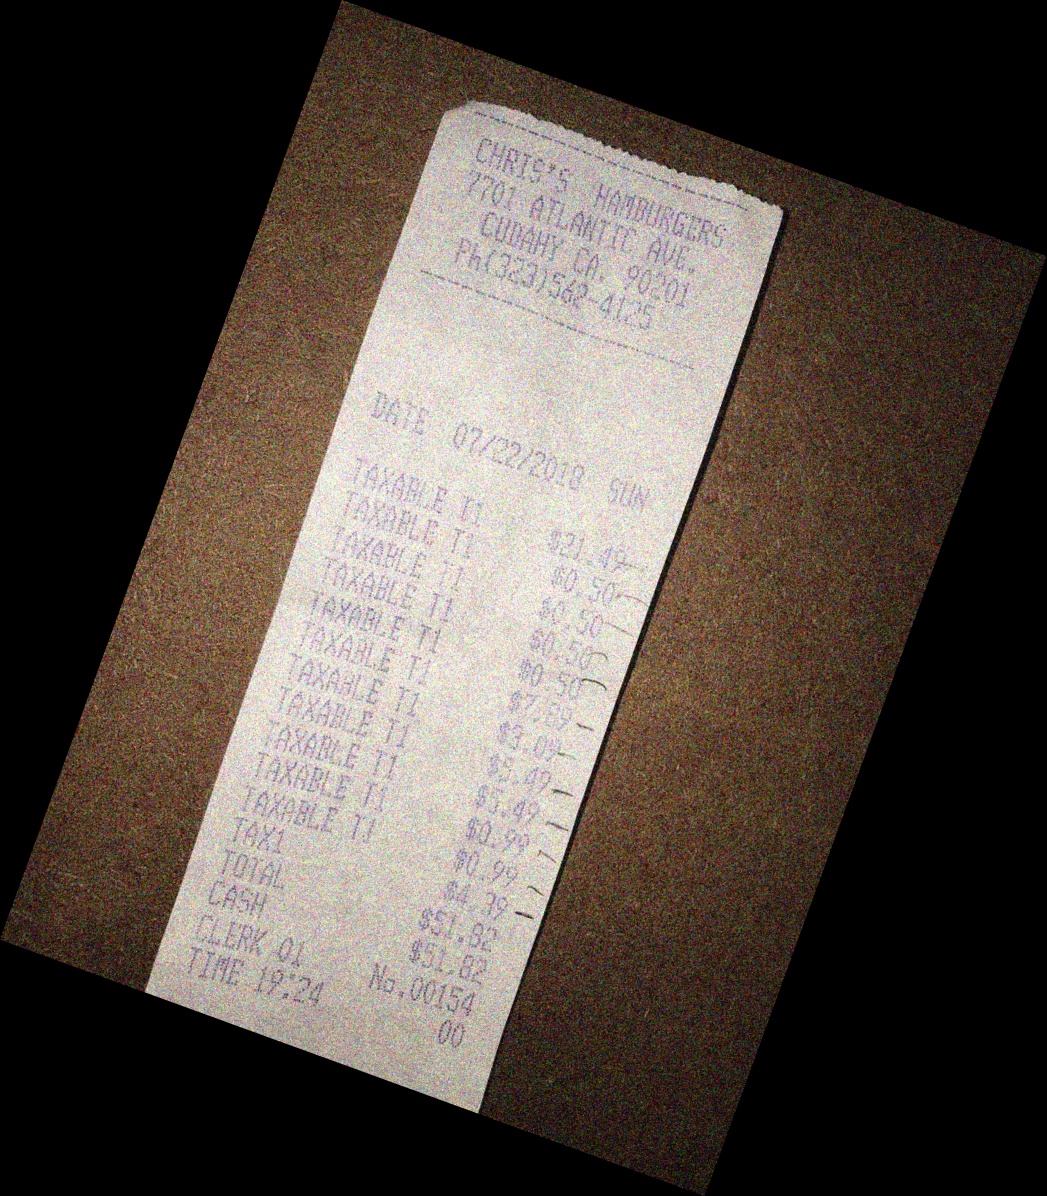 CHRIS'S HAMBURGERS
7701 ATLANTIC AVE.
CUDAHY CA. 90201
Ph(323)562-4125
DATE 07/22/2018 SUN
TAXABLE T1 $21.49
TAXABLE T1 $0.50
TAXABLE T1 $0.50
TAXABLE T1 $0.50
TAXABLE T1 $0.50
TAXABLE T1 $7.89
TAXABLE T1 $3.09
TAXABLE T1 $5.49
TAXABLE T1 $5.49
TAXABLE T1 $0.99
TAXABLE T1 $0.99
TAX1 $4.39
TOTAL $51.82
CASH $51.82
CLERK 01 No.00154
TIME 19:24 00